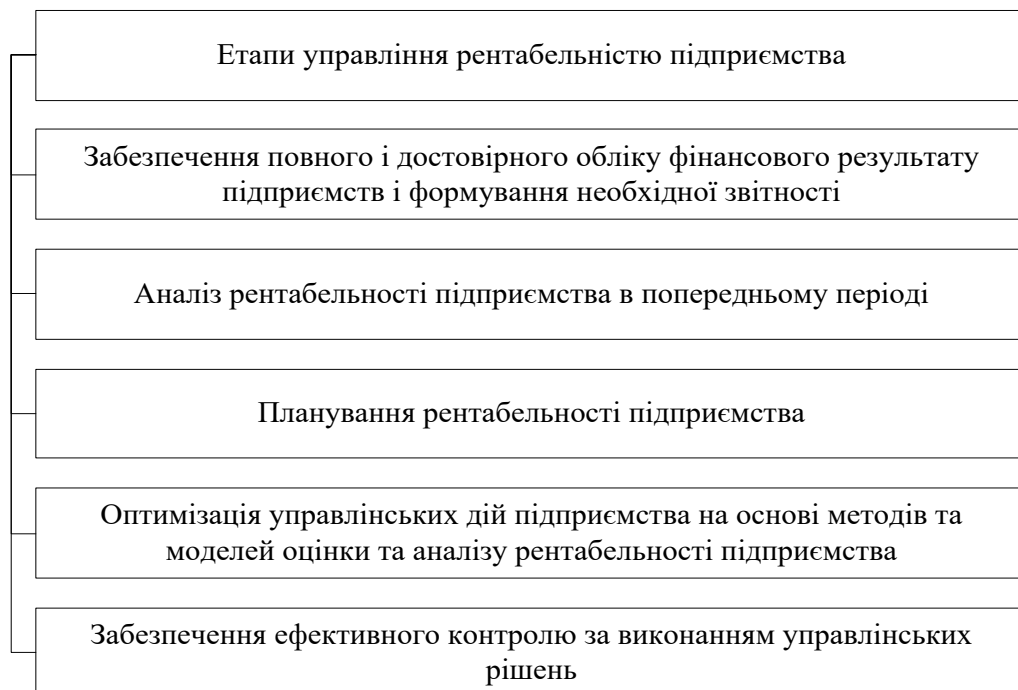 Етапи управління рентабельністю підприємства
Забезпечення повного і достовірного обліку фінансового результату
підприємств і формування необхідної звітності
Аналіз рентабельності підприємства в попередньому періоді
Планування рентабельності підприємства
Оптимізація управлінських дій підприємства на основі методів та
моделей оцінки та аналізу рентабельності підприємства
Забезпечення ефективного контролю за виконанням управлінських
рішень